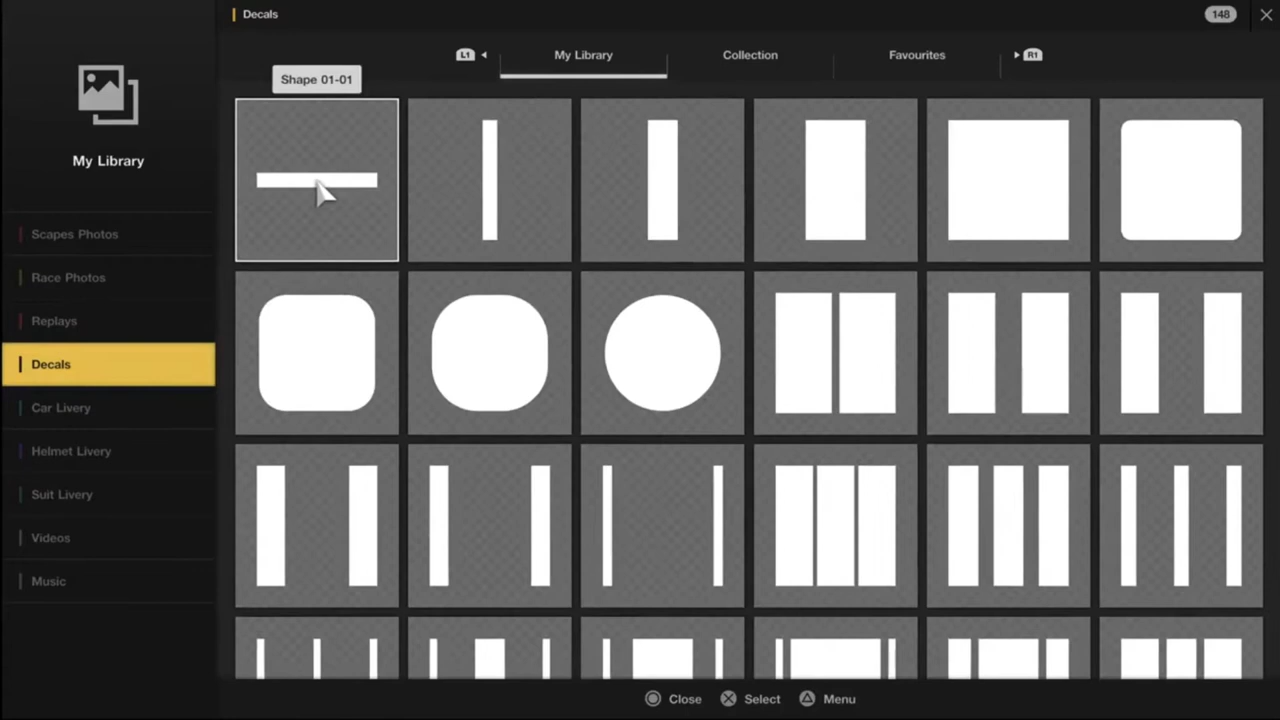 Decals
148
L1
My Library
Collection
Favourites
R1
Shape 01-01
My Library
Scapes Photos
Race Photos
Replays
Decals
Car Livery
Helmet Livery
Suit Livery
Videos
Music
Close
Select
Menu